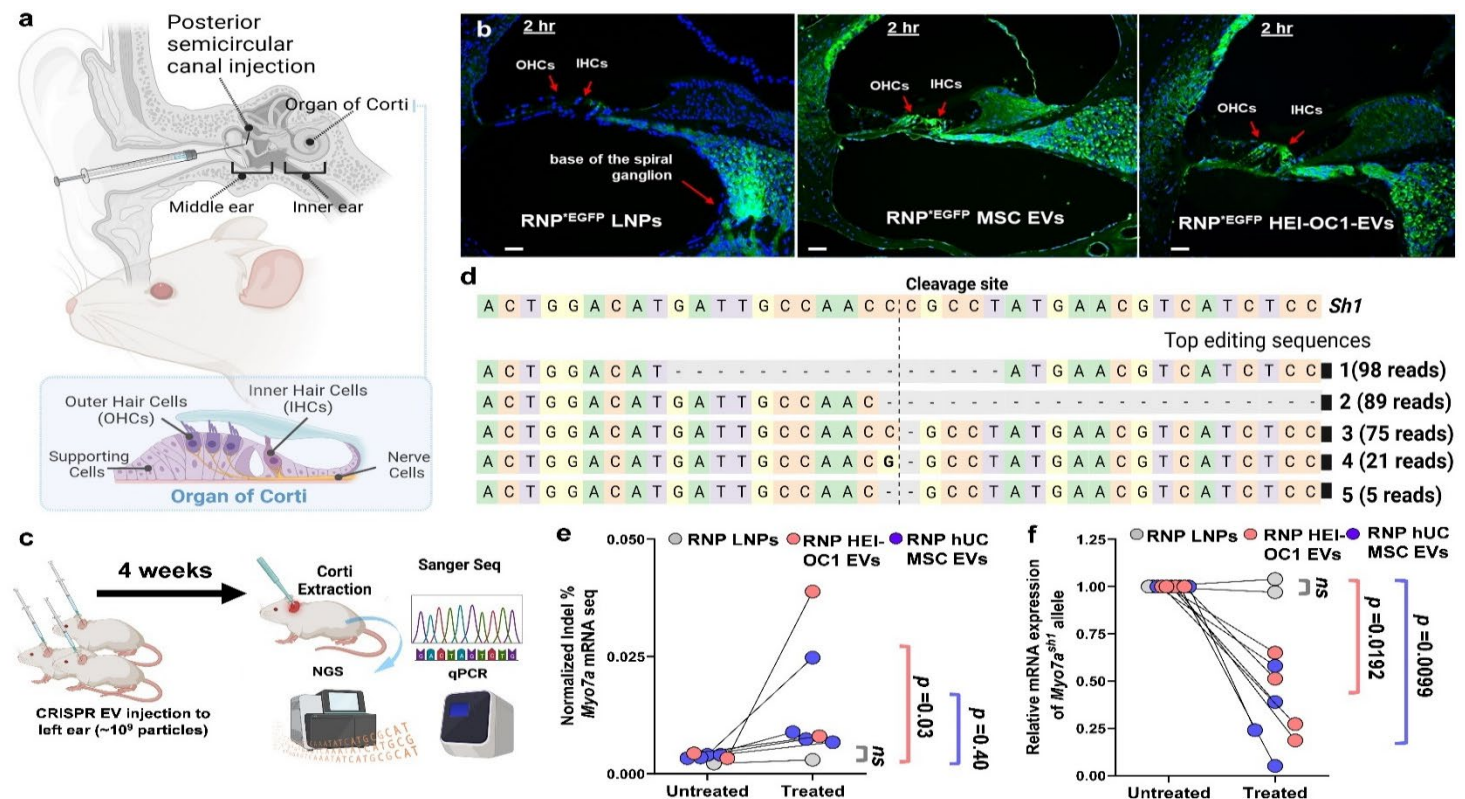 a
Posterior
semicircular
canal injection
Organ of Corti
Middle ear
Inner ear
Outer Hair Cells
(OHCs)
Inner Hair Cells
(IHCs)
Supporting
Cells
Nerve
Cells
Organ of Corti
b
2 hr
OHCs
IHCs
base of the spiral
ganglion
RNP*EGFP LNPs
2 hr
OHCs
IHCs
RNP*EGFP MSC EVs
2 hr
OHCs
IHCs
RNP*EGFP HEI-OC1-EVs
c
4 weeks
CRISPR EV injection to
left ear (~10⁹ particles)
Corti
Extraction
Sanger Seq
NGS
qPCR
d
Cleavage site
A C T G G A C A T G A T T G C C A A C C C G C C T A T G A A C G T C A T C T C C Sh1
Top editing sequences
A C T G G A C A T - - - - - - - - - - - - - - - - A T G A A C G T C A T C T C C 1(98 reads)
A C T G G A C A T G A T T G C C A A C - - - - - - - - - - - - - - - - - - - - - 2 (89 reads)
A C T G G A C A T G A T T G C C A A C C - G C C T A T G A A C G T C A T C T C C 3 (75 reads)
A C T G G A C A T G A T T G C C A A C G - G C C T A T G A A C G T C A T C T C C 4 (21 reads)
A C T G G A C A T G A T T G C C A A C - - G C C T A T G A A C G T C A T C T C C 5 (5 reads)
e
RNP LNPs
RNP HEI-
OC1 EVs
RNP hUC
MSC EVs
Normalized Indel %
Myo7a mRNA seq
0.050
0.025
0.000
Untreated
Treated
p =0.03
p =0.40
ns
f
RNP LNPs
RNP HEI-
OC1 EVs
RNP hUC
MSC EVs
Relative mRNA expression
of Myo7a^sh1 allele
1.25
1.00
0.75
0.50
0.25
0.00
Untreated
Treated
ns
p =0.0192
p =0.0099